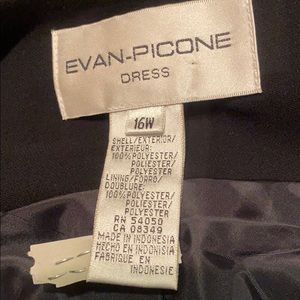 EVAN-PICONE
DRESS
16W
SHELL/EXTERIOR/
EXTERIEUR:
100% POLYESTER/
POLIESTER/
POLYESTER
LINING/FORRO/
DOUBLURE:
100% POLYESTER/
POLIESTER/
POLYESTER
RN 54050
CA 08349
MADE IN INDONESIA
HECHO EN INDONISIA
FABRIQUE EN
INDONESIE